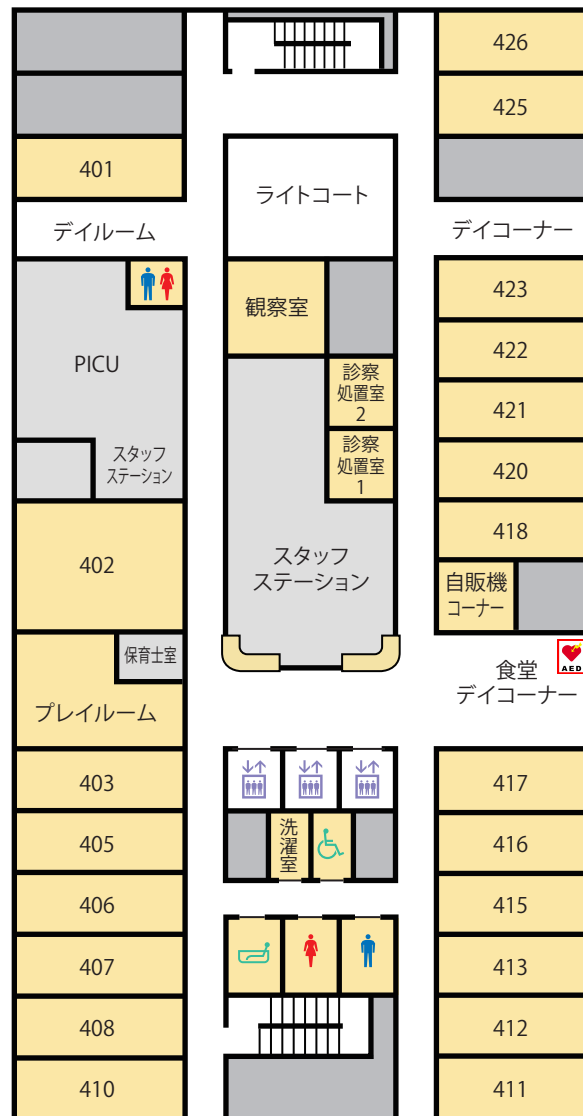 426
425
401
ライトコート
デイルーム
デイコーナー
423
観察室
PICU
422
診察
処置室
2
421
診察
処置室
1
スタッフ
ステーション
420
418
スタッフ
ステーション
402
自販機
コーナー
保育士室
AED
食堂
デイコーナー
プレイルーム
403
417
405
洗濯室
416
406
415
407
413
408
412
410
411